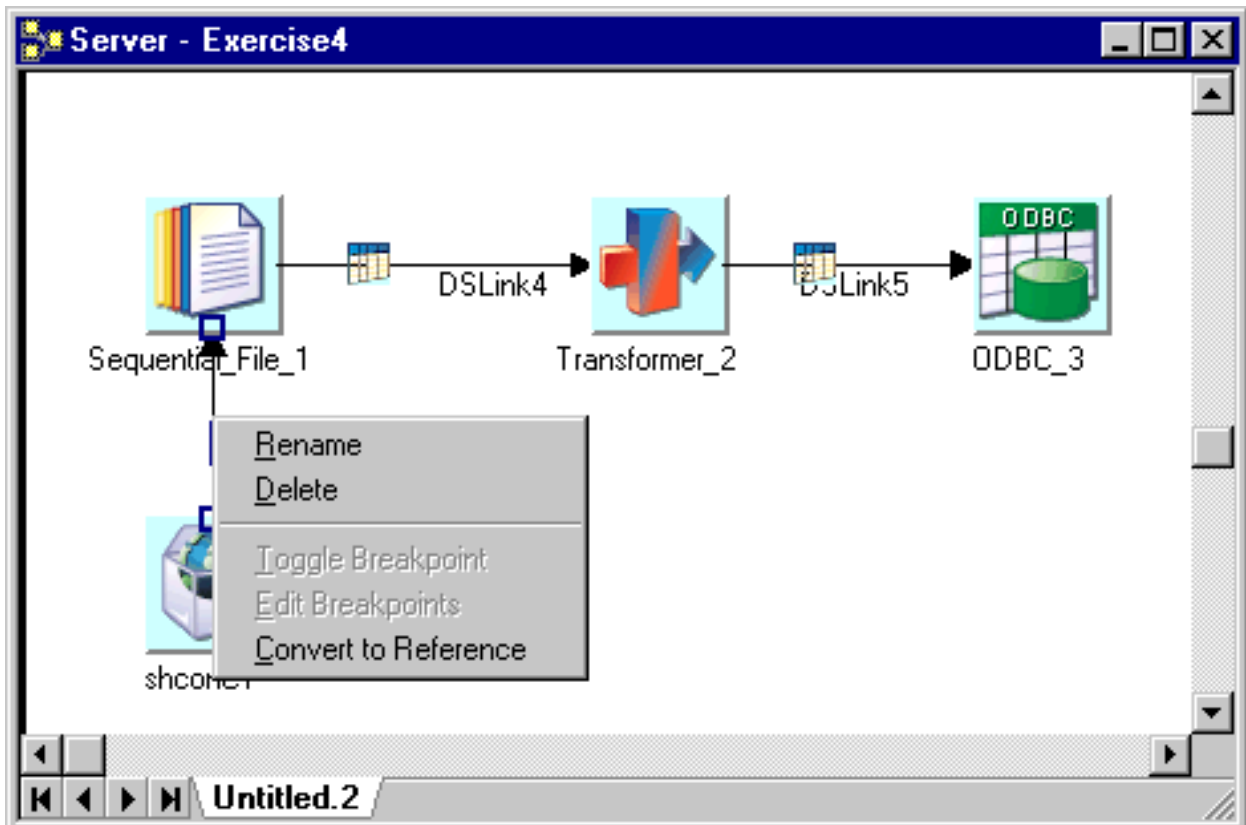 Server - Exercise4
ODBC
DSLink4
DSLink5
Sequential_File_1
Transformer_2
ODBC_3
Rename
Delete
Toggle Breakpoint
Edit Breakpoints
Convert to Reference
Untitled.2